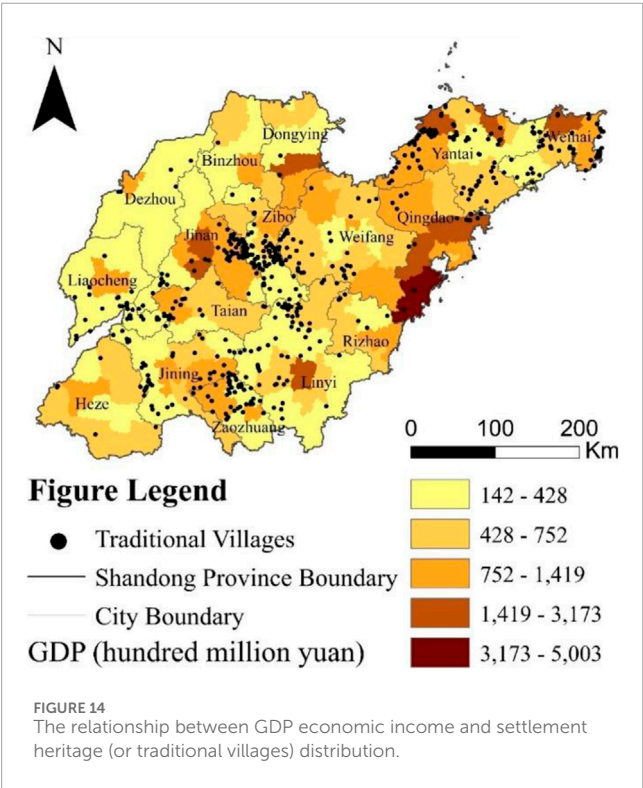 N
Dongying
Binzhou
Weihai
Yantai
Dezhou
Zibo
Qingdao
Jinan
Weifang
Liaocheng
Taian
Rizhao
Jining
Linyi
Heze
Zaozhuang
0 100 200
Km
Figure Legend
Traditional Villages
Shandong Province Boundary
City Boundary
GDP (hundred million yuan)
142 - 428
428 - 752
752 - 1,419
1,419 - 3,173
3,173 - 5,003
FIGURE 14
The relationship between GDP economic income and settlement
heritage (or traditional villages) distribution.